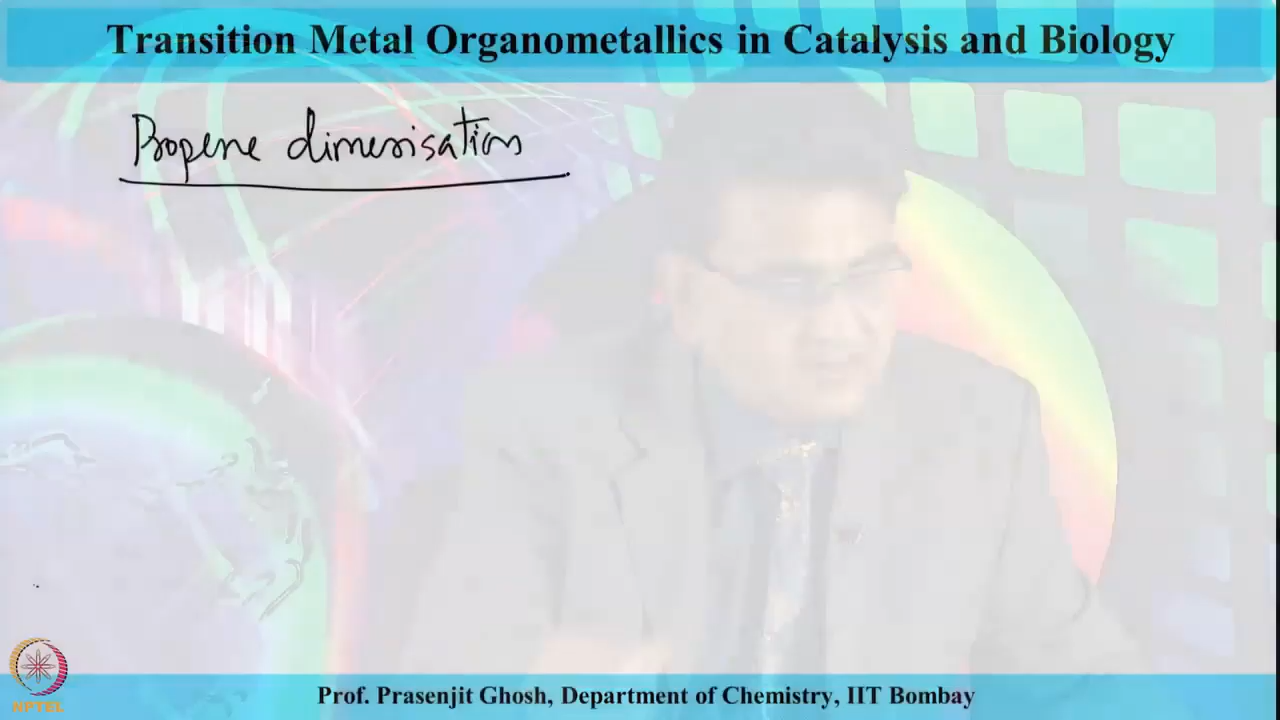 Transition Metal Organometallics in Catalysis and Biology
Propene dimerisation
Prof. Prasenjit Ghosh, Department of Chemistry, IIT Bombay
NPTEL